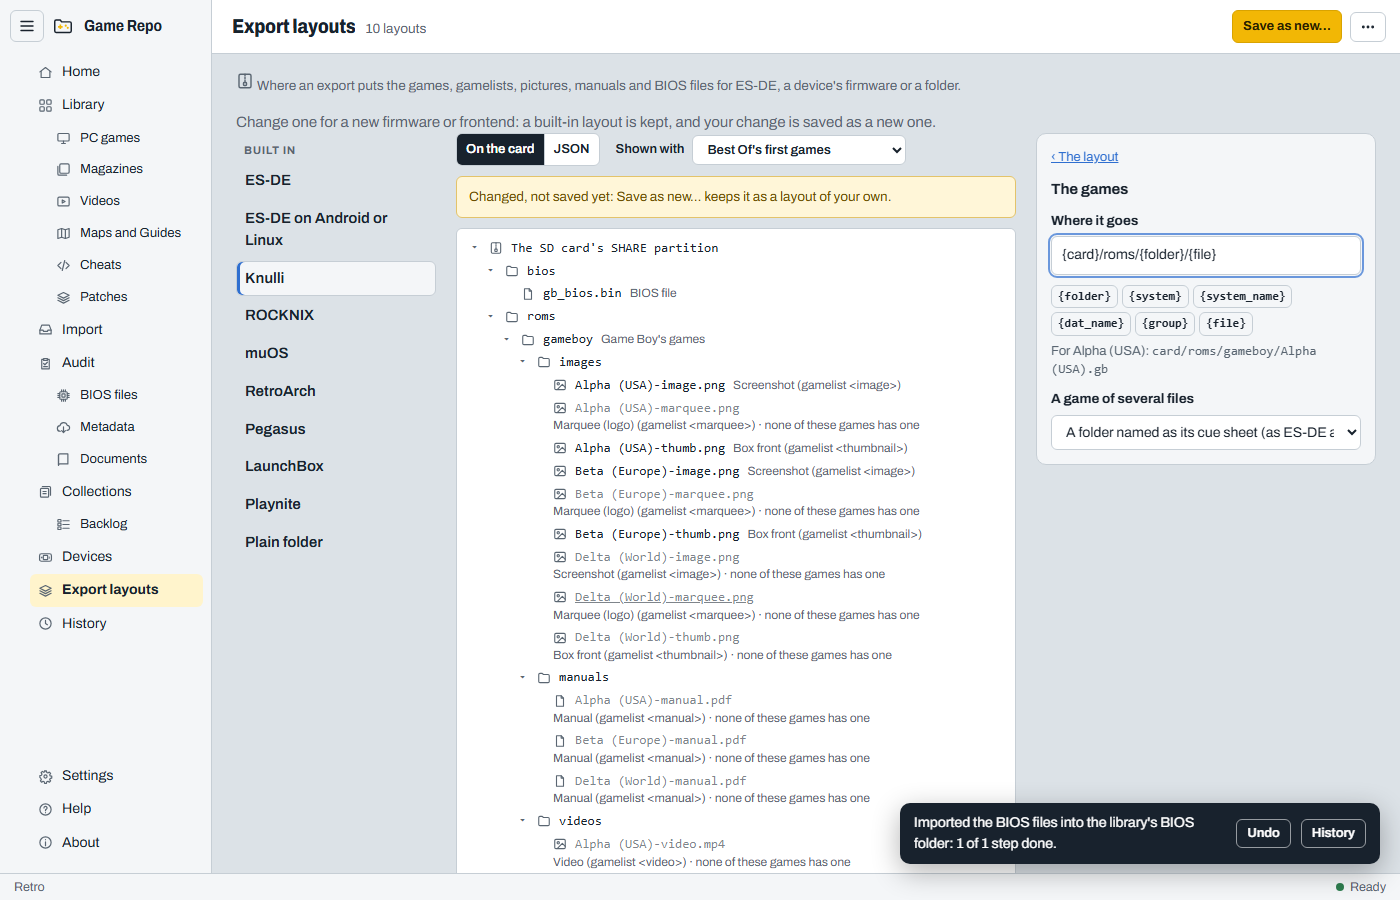 Game Repo
Export layouts 10 layouts
Save as new...
Home
Library
PC games
Magazines
Videos
Maps and Guides
Cheats
Patches
Import
Audit
BIOS files
Metadata
Documents
Collections
Backlog
Devices
Export layouts
History
Settings
Help
About
Where an export puts the games, gamelists, pictures, manuals and BIOS files for ES-DE, a device's firmware or a folder.
Change one for a new firmware or frontend: a built-in layout is kept, and your change is saved as a new one.
BUILT IN
ES-DE
ES-DE on Android or
Linux
Knulli
ROCKNIX
muOS
RetroArch
Pegasus
LaunchBox
Playnite
Plain folder
On the card JSON Shown with Best Of's first games
Changed, not saved yet: Save as new... keeps it as a layout of your own.
The SD card's SHARE partition
bios
gb_bios.bin BIOS file
roms
gameboy Game Boy's games
images
Alpha (USA)-image.png Screenshot (gamelist <image>)
Alpha (USA)-marquee.png
Marquee (logo) (gamelist <marquee>) · none of these games has one
Alpha (USA)-thumb.png Box front (gamelist <thumbnail>)
Beta (Europe)-image.png Screenshot (gamelist <image>)
Beta (Europe)-marquee.png
Marquee (logo) (gamelist <marquee>) · none of these games has one
Beta (Europe)-thumb.png Box front (gamelist <thumbnail>)
Delta (World)-image.png
Screenshot (gamelist <image>) · none of these games has one
Delta (World)-marquee.png
Marquee (logo) (gamelist <marquee>) · none of these games has one
Delta (World)-thumb.png
Box front (gamelist <thumbnail>) · none of these games has one
manuals
Alpha (USA)-manual.pdf
Manual (gamelist <manual>) · none of these games has one
Beta (Europe)-manual.pdf
Manual (gamelist <manual>) · none of these games has one
Delta (World)-manual.pdf
Manual (gamelist <manual>) · none of these games has one
videos
Alpha (USA)-video.mp4
Video (gamelist <video>) · none of these games has one
‹ The layout
The games
Where it goes
{card}/roms/{folder}/{file}
{folder} {system} {system_name}
{dat_name} {group} {file}
For Alpha (USA): card/roms/gameboy/Alpha
(USA).gb
A game of several files
A folder named as its cue sheet (as ES-DE a
Imported the BIOS files into the library's BIOS
folder: 1 of 1 step done.
Undo History
Retro
Ready